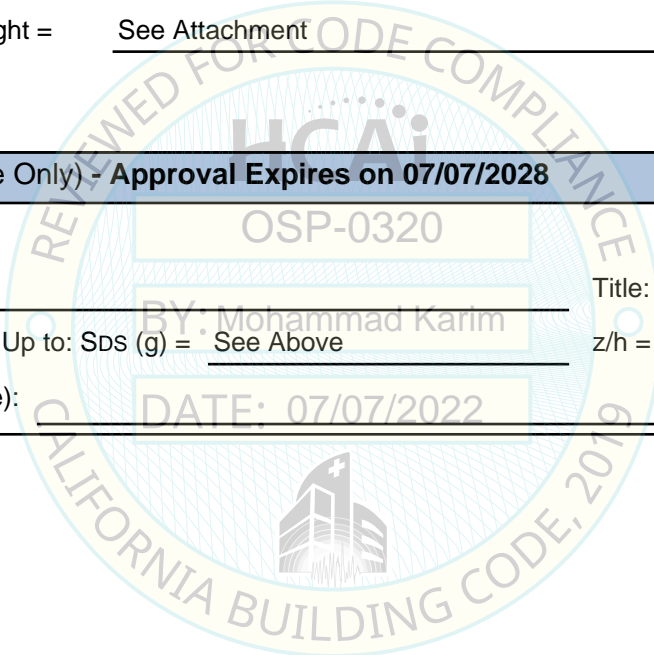 ght = See Attachment
REVIEWED FOR CODE COMPLIANCE
HCAi
e Only) - Approval Expires on 07/07/2028
OSP-0320
Title:
BY: Mohammad Karim
Up to: SDS (g) = See Above z/h =
e):
DATE: 07/07/2022
CALIFORNIA BUILDING CODE, 2019